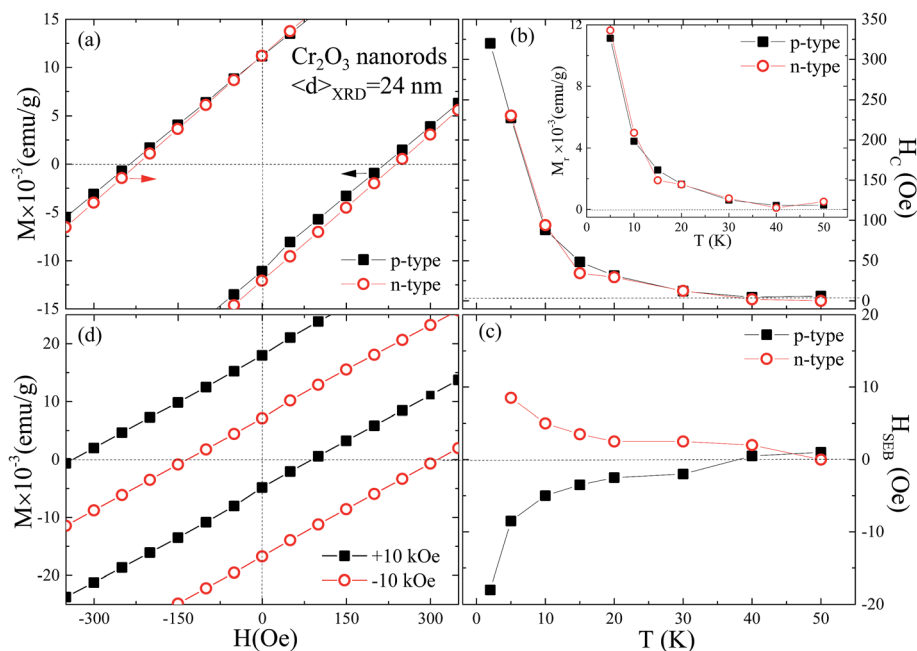 (a)
Cr₂O₃ nanorods
<d>XRD=24 nm
M×10⁻³(emu/g)
15
10
5
0
-5
-10
-15
p-type
n-type
(b)
p-type
n-type
H_C (Oe)
350
300
250
200
150
100
50
0
M_r ×10⁻³(emu/g)
12
8
4
0
0 10 20 30 40 50
T (K)
p-type
n-type
(d)
M×10⁻³(emu/g)
20
10
0
-10
-20
+10 kOe
-10 kOe
-300 -150 0 150 300
H(Oe)
(c)
p-type
n-type
H_SEB (Oe)
20
10
0
-10
-20
0 10 20 30 40 50
T (K)